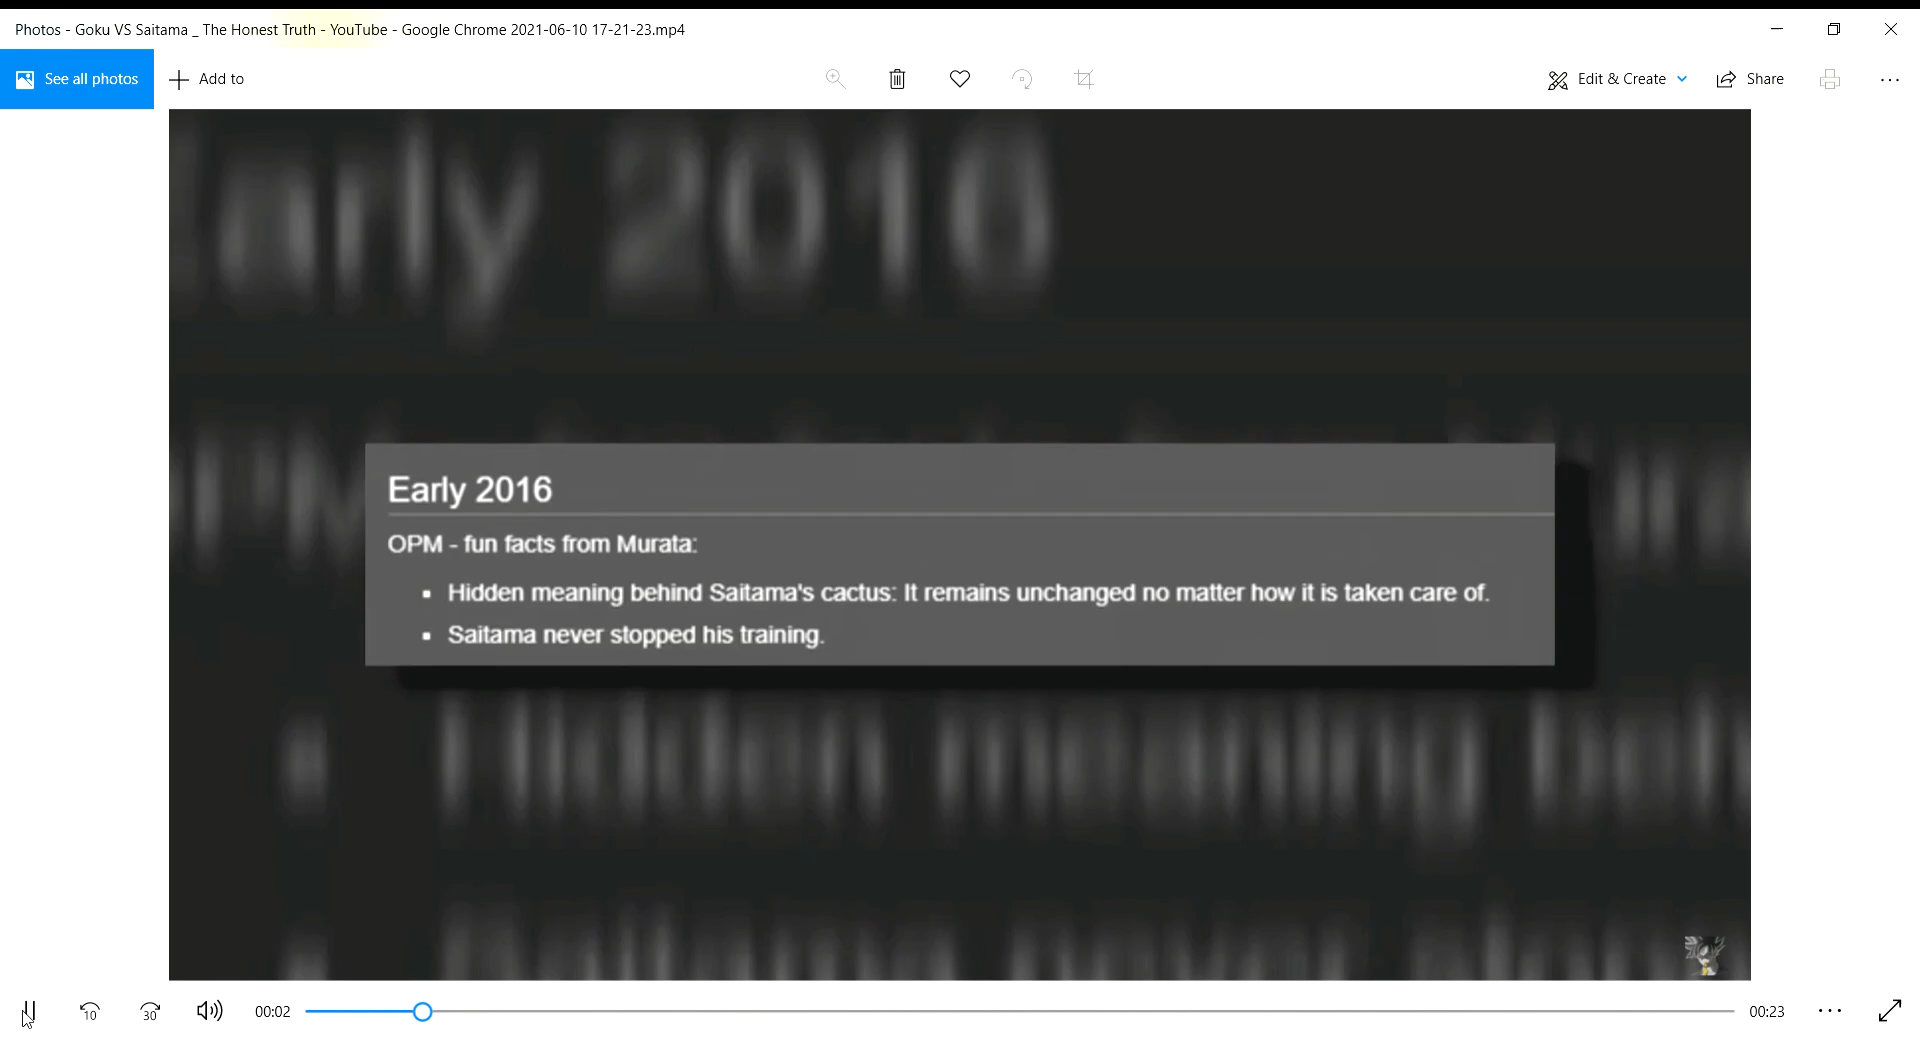 Photos - Goku VS Saitama _ The Honest Truth - YouTube - Google Chrome 2021-06-10 17-21-23.mp4
See all photos
Add to
Edit & Create
Share
Early 2016
Early 2016
OPM - fun facts from Murata:
▪ Hidden meaning behind Saitama's cactus: It remains unchanged no matter how it is taken care of.
▪ Saitama never stopped his training.
10
30
00:02
00:23